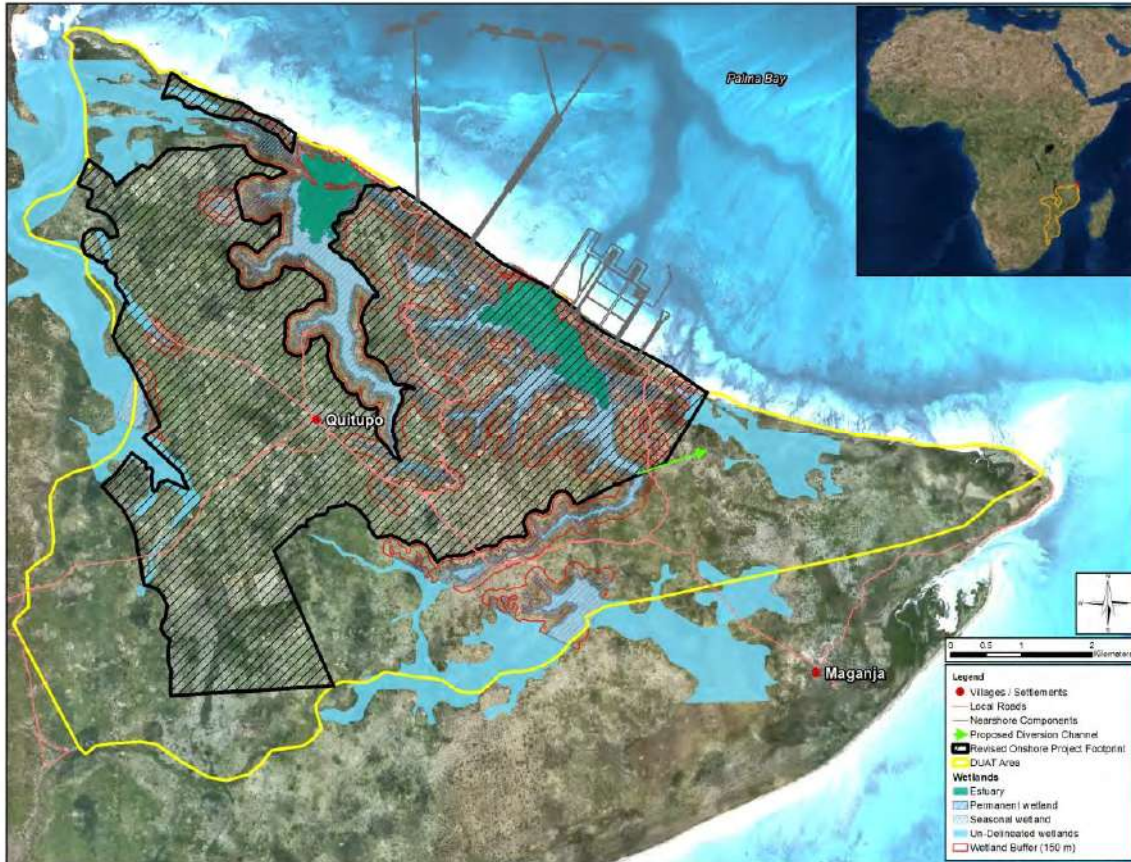 Palma Bay
Quitupo
Maganja
0 0.5 1 2
Kilometers
Legend
Villages / Settlements
Local Roads
Nearshore Components
Proposed Diversion Channel
Revised Onshore Project Footprint
DUAT Area
Wetlands
Estuary
Permanent wetland
Seasonal wetland
Un-Delineated wetlands
Wetland Buffer (150 m)